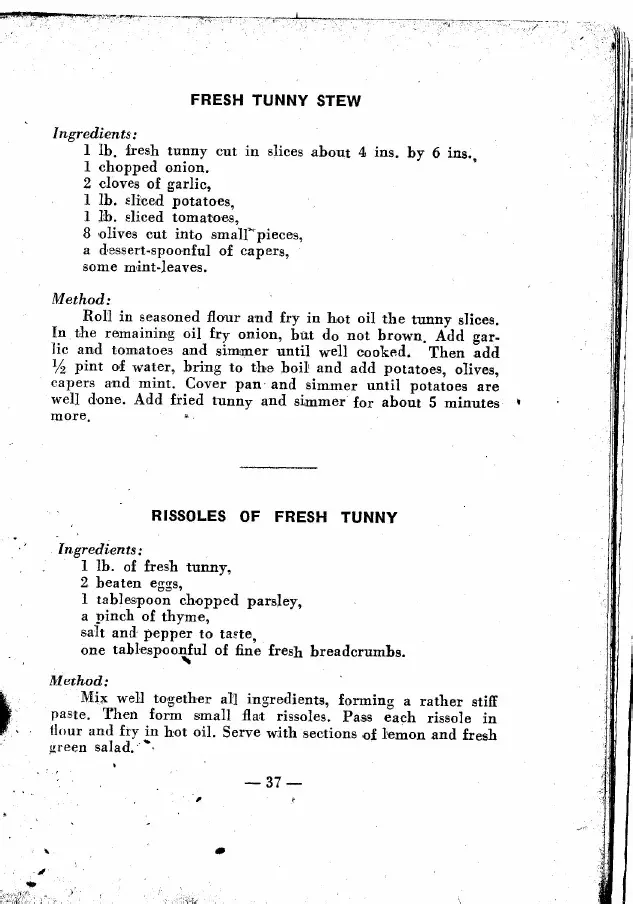 FRESH TUNNY STEW
Ingredients:
1 lb. fresh tunny cut in slices about 4 ins. by 6 ins.,
1 chopped onion.
2 cloves of garlic,
1 lb. sliced potatoes,
1 lb. sliced tomatoes,
8 olives cut into small pieces,
a dessert-spoonful of capers,
some mint-leaves.
Method:
Roll in seasoned flour and fry in hot oil the tunny slices.
In the remaining oil fry onion, but do not brown. Add gar-
lic and tomatoes and simmer until well cooked. Then add
½ pint of water, bring to the boil and add potatoes, olives,
capers and mint. Cover pan and simmer until potatoes are
well done. Add fried tunny and simmer for about 5 minutes
more.
RISSOLES OF FRESH TUNNY
Ingredients:
1 lb. of fresh tunny,
2 beaten eggs,
1 tablespoon chopped parsley,
a pinch of thyme,
salt and pepper to taste,
one tablespoonful of fine fresh breadcrumbs.
Method:
Mix well together all ingredients, forming a rather stiff
paste. Then form small flat rissoles. Pass each rissole in
flour and fry in hot oil. Serve with sections of lemon and fresh
green salad.
— 37 —